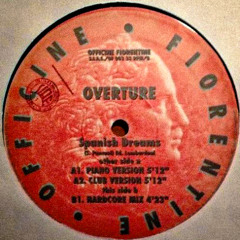 OFFICINE • FIORENTINE
OFFICINE FIORENTINE
OVERTURE
Spanish Dreams
other side a
A1. PIANO VERSION 5'12"
A2. CLUB VERSION 5'12"
this side b
B1. HARDCORE MIX 4'23"